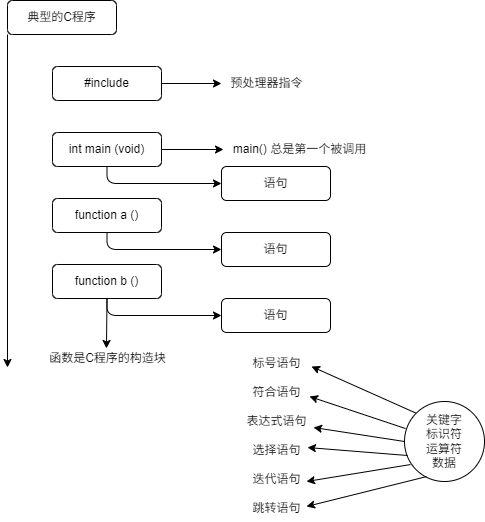 典型的C程序
#include
预处理器指令
int main (void)
main() 总是第一个被调用
语句
function a ()
语句
function b ()
语句
函数是C程序的构造块
标号语句
符合语句
表达式语句
选择语句
迭代语句
跳转语句
关键字
标识符
运算符
数据